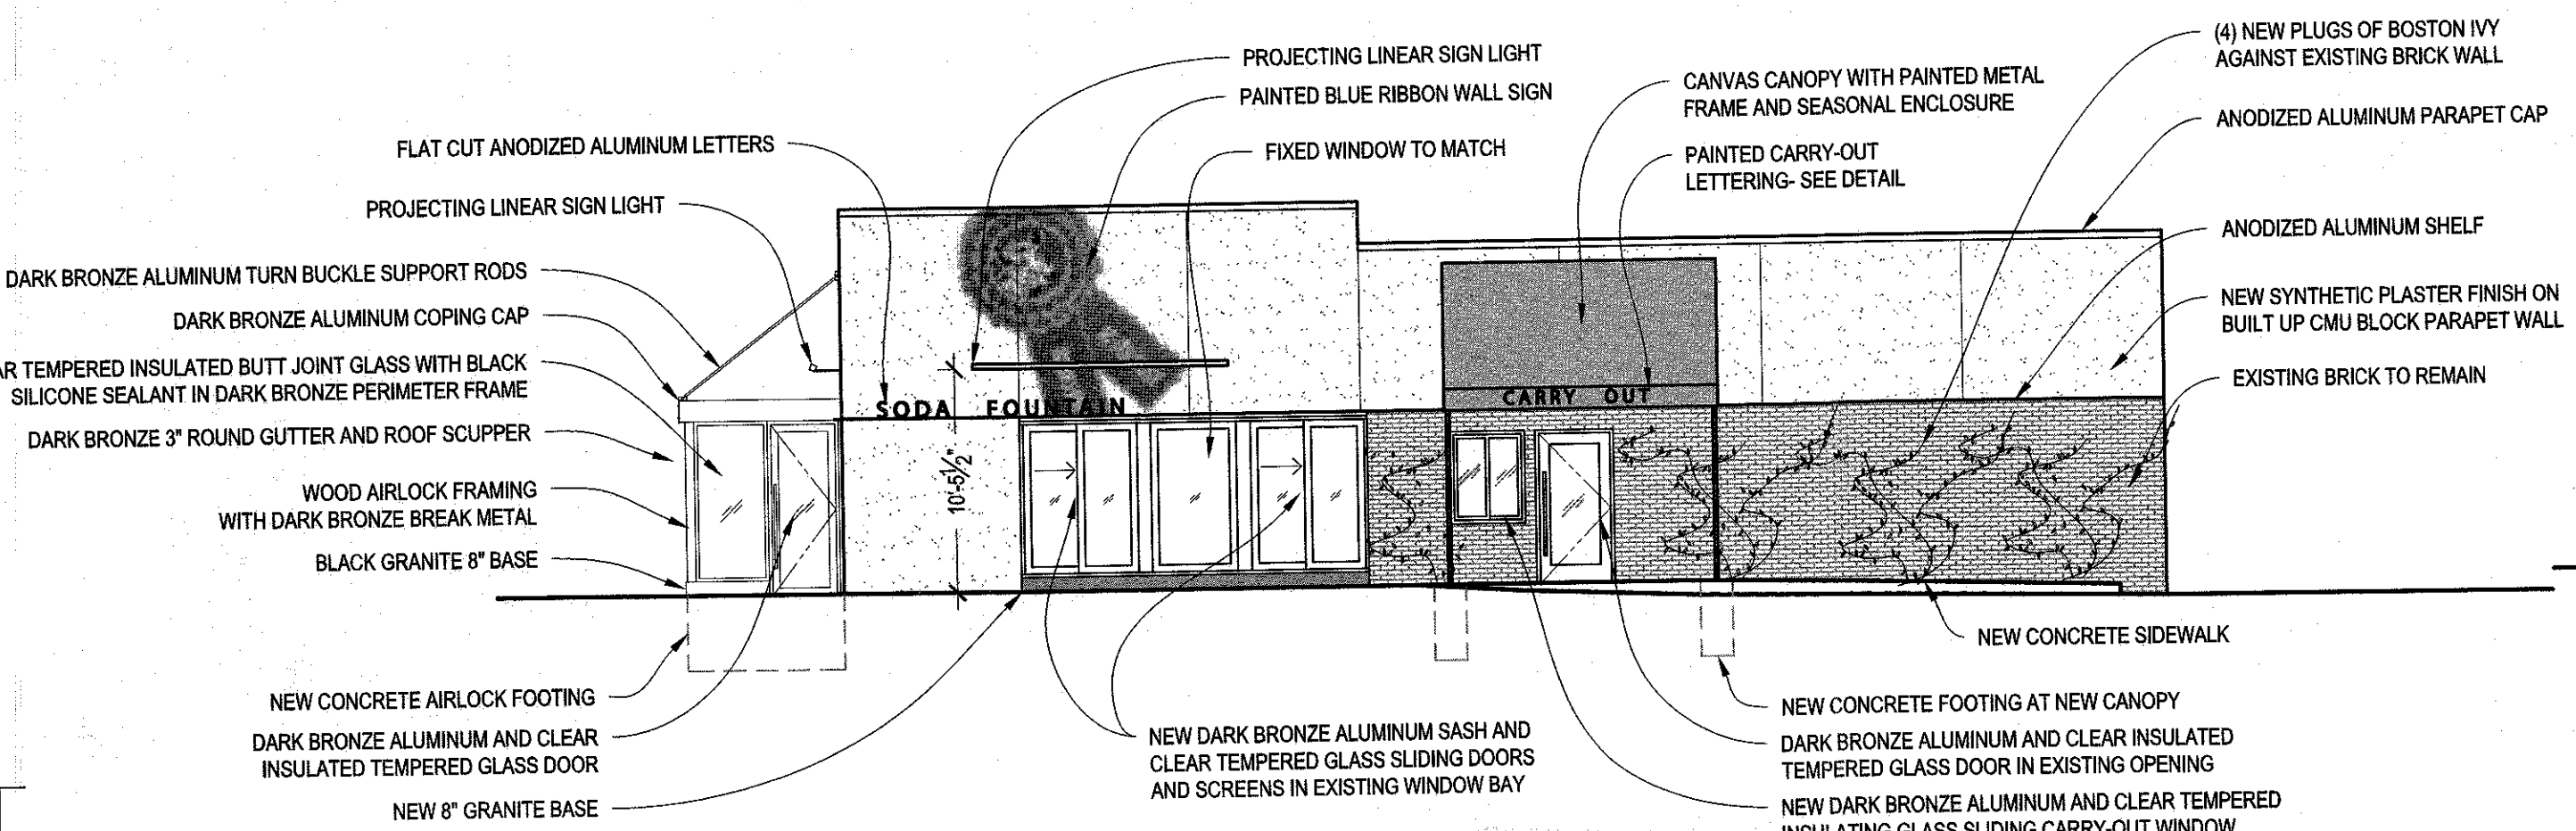 PROJECTING LINEAR SIGN LIGHT
PAINTED BLUE RIBBON WALL SIGN
FIXED WINDOW TO MATCH
FLAT CUT ANODIZED ALUMINUM LETTERS
PROJECTING LINEAR SIGN LIGHT
DARK BRONZE ALUMINUM TURN BUCKLE SUPPORT RODS
DARK BRONZE ALUMINUM COPING CAP
TEMPERED INSULATED BUTT JOINT GLASS WITH BLACK
SILICONE SEALANT IN DARK BRONZE PERIMETER FRAME
DARK BRONZE 3" ROUND GUTTER AND ROOF SCUPPER
WOOD AIRLOCK FRAMING
WITH DARK BRONZE BREAK METAL
BLACK GRANITE 8" BASE
NEW CONCRETE AIRLOCK FOOTING
DARK BRONZE ALUMINUM AND CLEAR
INSULATED TEMPERED GLASS DOOR
NEW 8" GRANITE BASE
CANVAS CANOPY WITH PAINTED METAL
FRAME AND SEASONAL ENCLOSURE
PAINTED CARRY-OUT
LETTERING- SEE DETAIL
(4) NEW PLUGS OF BOSTON IVY
AGAINST EXISTING BRICK WALL
ANODIZED ALUMINUM PARAPET CAP
ANODIZED ALUMINUM SHELF
NEW SYNTHETIC PLASTER FINISH ON
BUILT UP CMU BLOCK PARAPET WALL
EXISTING BRICK TO REMAIN
SODA FOUNTAIN
CARRY OUT
10'-5½"
NEW CONCRETE SIDEWALK
NEW DARK BRONZE ALUMINUM SASH AND
CLEAR TEMPERED GLASS SLIDING DOORS
AND SCREENS IN EXISTING WINDOW BAY
NEW CONCRETE FOOTING AT NEW CANOPY
DARK BRONZE ALUMINUM AND CLEAR INSULATED
TEMPERED GLASS DOOR IN EXISTING OPENING
NEW DARK BRONZE ALUMINUM AND CLEAR TEMPERED
INSULATING GLASS SLIDING CARRY-OUT WINDOW